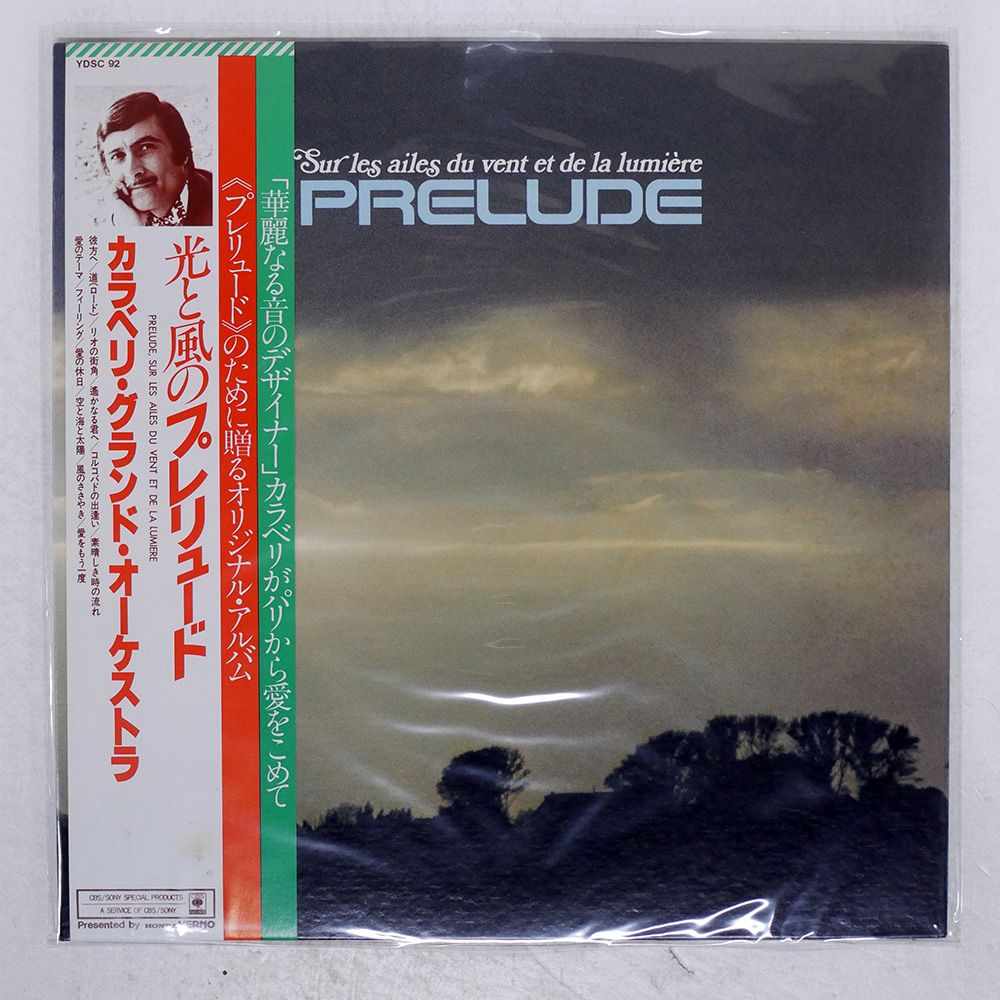 YDSC 92
Sur les ailes du vent et de la lumière
PRELUDE
「華麗なる音のデザイナー」カラベリがパリから愛をこめて
《プレリュード》のために贈るオリジナル・アルバム
光と風のプレリュード
PRELUDE, SUR LES AILES DU VENT ET DE LA LUMIERE
カラベリ・グランド・オーケストラ
彼方へ/道(ロード)/リオの街角/遙かなる君へ/コルコバドの出逢い/素晴しき時の流れ
愛のテーマ/フィーリング/愛の休日/空と海と太陽/風のささやき/愛をもう一度
CBS/SONY SPECIAL PRODUCTS
A SERVICE OF CBS/SONY
CBS
Presented by HONDA VERNO